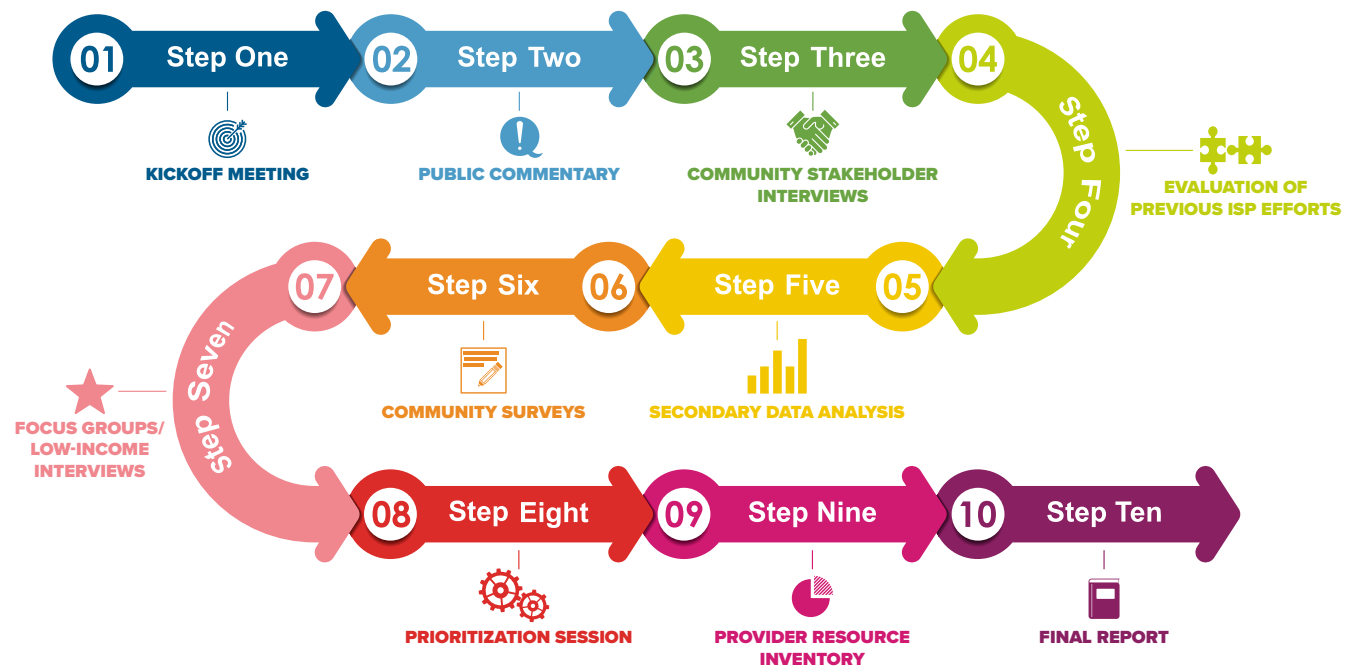 01 Step One
02 Step Two
03 Step Three
04
Step Four
KICKOFF MEETING
PUBLIC COMMENTARY
COMMUNITY STAKEHOLDER
INTERVIEWS
EVALUATION OF
PREVIOUS ISP EFFORTS
05 Step Five
SECONDARY DATA ANALYSIS
06 Step Six
COMMUNITY SURVEYS
07
Step Seven
FOCUS GROUPS/
LOW-INCOME
INTERVIEWS
08 Step Eight
09 Step Nine
10 Step Ten
PRIORITIZATION SESSION
PROVIDER RESOURCE
INVENTORY
FINAL REPORT